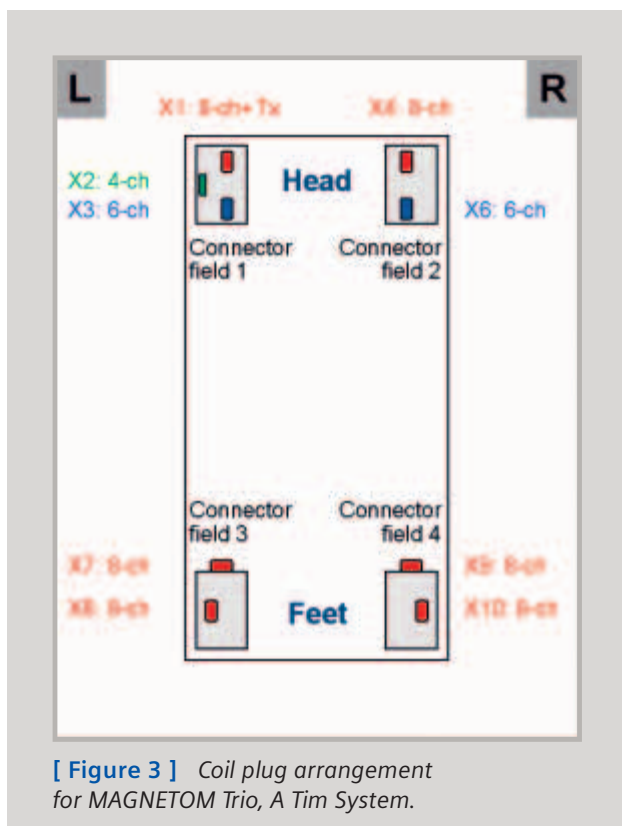 L R
X1: 8-ch+Tx 8-ch
X2: 4-ch
X3: 6-ch
Head
X6: 6-ch
Connector field 1
Connector field 2
Connector field 3
Connector field 4
X7: 8-ch
X9: 8-ch
X8: 8-ch
Feet
X10: 8-ch
[ Figure 3 ] Coil plug arrangement
for MAGNETOM Trio, A Tim System.